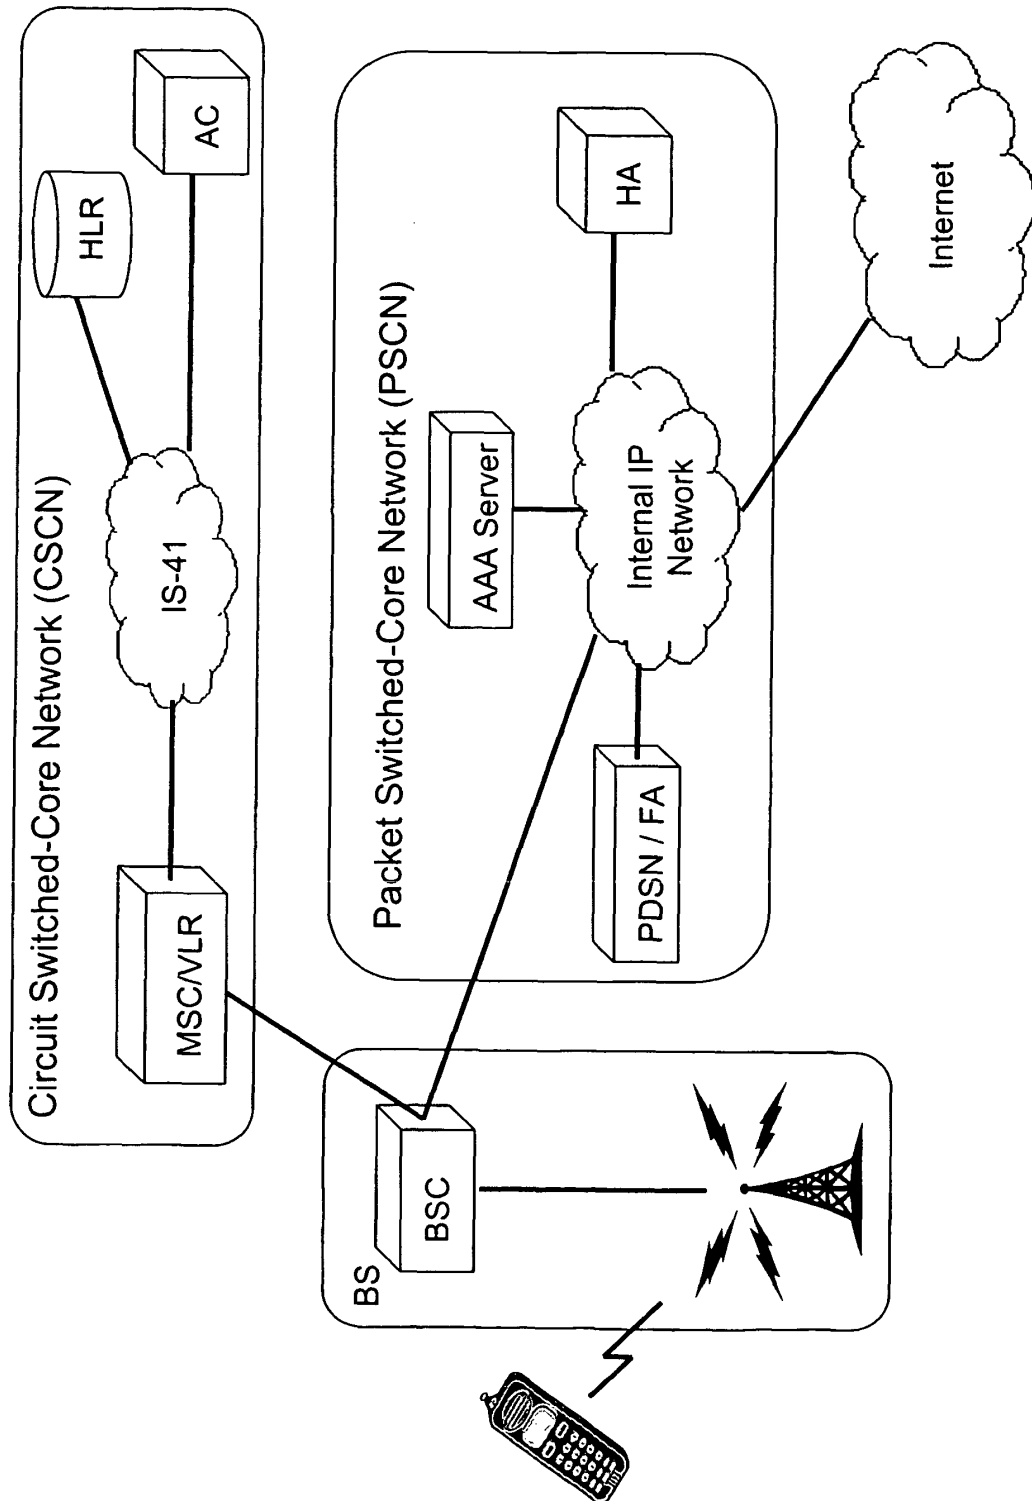 Circuit Switched-Core Network (CSCN)
HLR
AC
IS-41
MSC/VLR
Packet Switched-Core Network (PSCN)
AAA Server
HA
Internal IP
Network
PDSN / FA
BS
BSC
Internet